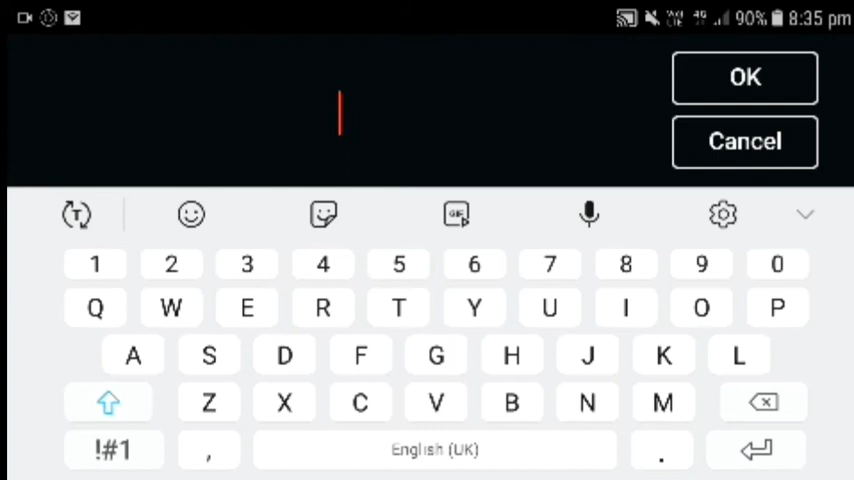 90% 8:35 pm
OK
Cancel
T GIF
1 2 3 4 5 6 7 8 9 0
Q W E R T Y U I O P
A S D F G H J K L
Z X C V B N M
!#1 , English (UK) .